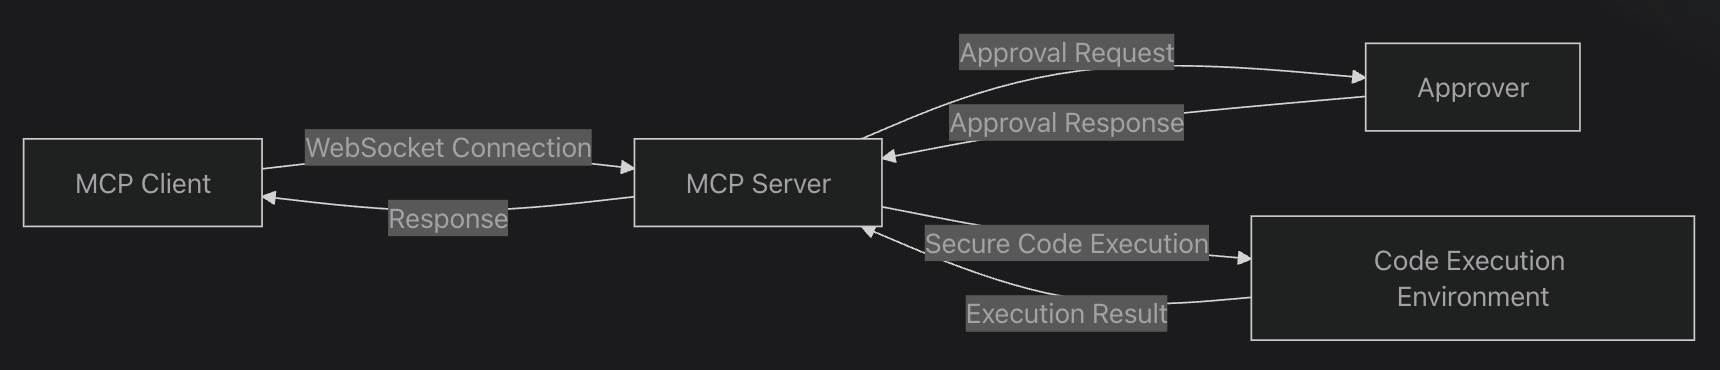 MCP Client
WebSocket Connection
Response
MCP Server
Approval Request
Approval Response
Approver
Secure Code Execution
Execution Result
Code Execution
Environment